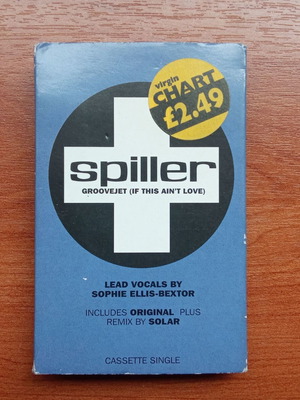 virgin
CHART
£2.49
spiller
GROOVEJET (IF THIS AIN'T LOVE)
LEAD VOCALS BY
SOPHIE ELLIS-BEXTOR
INCLUDES ORIGINAL PLUS
REMIX BY SOLAR
CASSETTE SINGLE